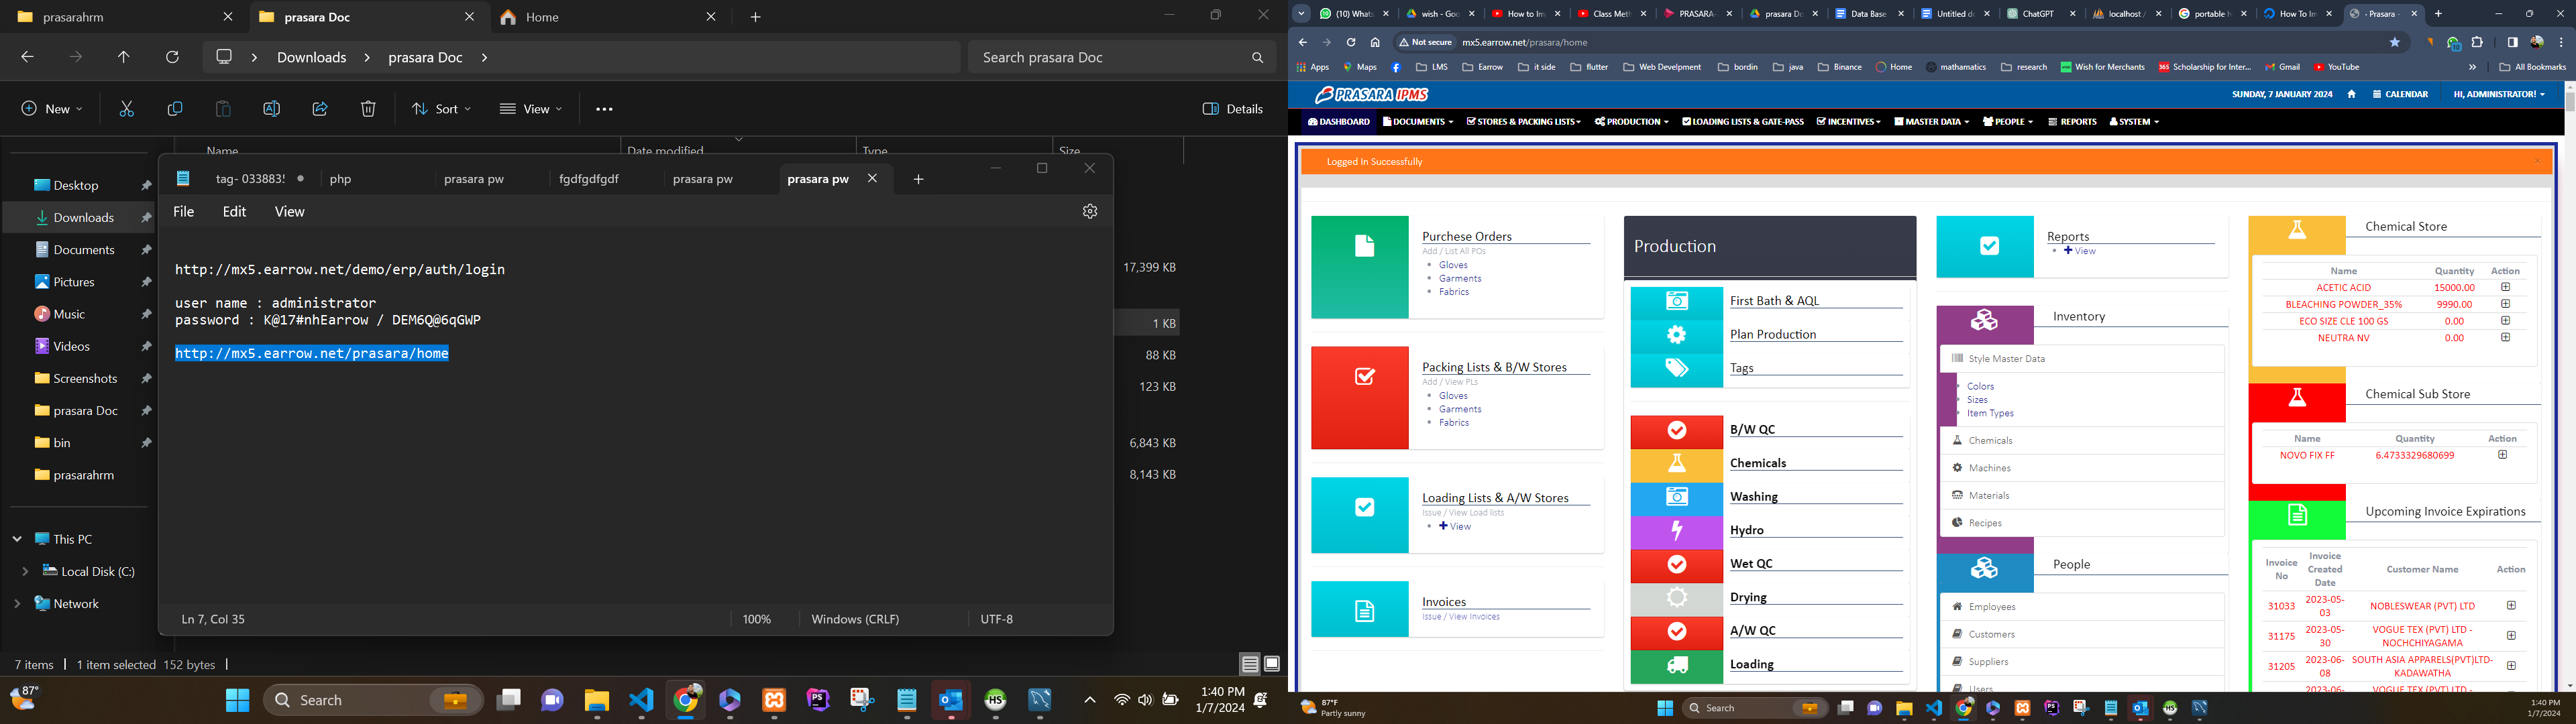 prasarahrm
prasara Doc
Home
Downloads
prasara Doc
Search prasara Doc
New
Sort
View
Details
Name
Date modified
Type
Size
Desktop
Downloads
Documents
Pictures
Music
Videos
Screenshots
prasara Doc
bin
prasarahrm
This PC
Local Disk (C:)
Network
17,399 KB
1 KB
88 KB
123 KB
6,843 KB
8,143 KB
php
prasara pw
fgdfgdfgdf
prasara pw
prasara pw
File
Edit
View
http://mx5.earrow.net/demo/erp/auth/login
user name : administrator
password : K@17#nhEarrow / DEM6Q@6qGWP
http://mx5.earrow.net/prasara/home
Ln 7, Col 35
100%
Windows (CRLF)
UTF-8
7 items
1 item selected 152 bytes
87°
Search
1:40 PM
1/7/2024
(10) Whats
wish - Goo
How to Im
Class Met
PRASARA
prasara Do
Data Base
Untitled do
ChatGPT
localhost /
portable h
How To Im
- Prasara -
Not secure
mx5.earrow.net/prasara/home
Apps
Maps
LMS
Earrow
it side
flutter
Web Develpment
bordin
java
Binance
Home
mathamatics
research
Wish for Merchants
Scholarship for Inter...
Gmail
YouTube
All Bookmarks
PRASARA IPMS
SUNDAY, 7 JANUARY 2024
CALENDAR
HI, ADMINISTRATOR!
DASHBOARD
DOCUMENTS
STORES & PACKING LISTS
PRODUCTION
LOADING LISTS & GATE-PASS
INCENTIVES
MASTER DATA
PEOPLE
REPORTS
SYSTEM
Logged In Successfully
Purchese Orders
Add / List All POs
Gloves
Garments
Fabrics
Packing Lists & B/W Stores
Add / View PLs
Gloves
Garments
Fabrics
Loading Lists & A/W Stores
Issue / View Load lists
View
Invoices
Issue / View Invoices
Production
First Bath & AQL
Plan Production
Tags
B/W QC
Chemicals
Washing
Hydro
Wet QC
Drying
A/W QC
Loading
Reports
View
Inventory
Style Master Data
Colors
Sizes
Item Types
Chemicals
Machines
Materials
Recipes
People
Employees
Customers
Suppliers
Users
Chemical Store
Name Quantity Action
ACETIC ACID 15000.00
BLEACHING POWDER_35% 9990.00
ECO SIZE CLE 100 GS 0.00
NEUTRA NV 0.00
Chemical Sub Store
Name Quantity Action
NOVO FIX FF 6.4733329680699
Upcoming Invoice Expirations
Invoice No
Invoice Created Date
Customer Name
Action
31033 2023-05-03 NOBLESWEAR (PVT) LTD
31175 2023-05-30 VOGUE TEX (PVT) LTD - NOCHCHIYAGAMA
31205 2023-06-08 SOUTH ASIA APPARELS(PVT)LTD-KADAWATHA
2023-06- VOGUE TEX (PVT) LTD -
87°F
Partly sunny
Search
1:40 PM
1/7/2024